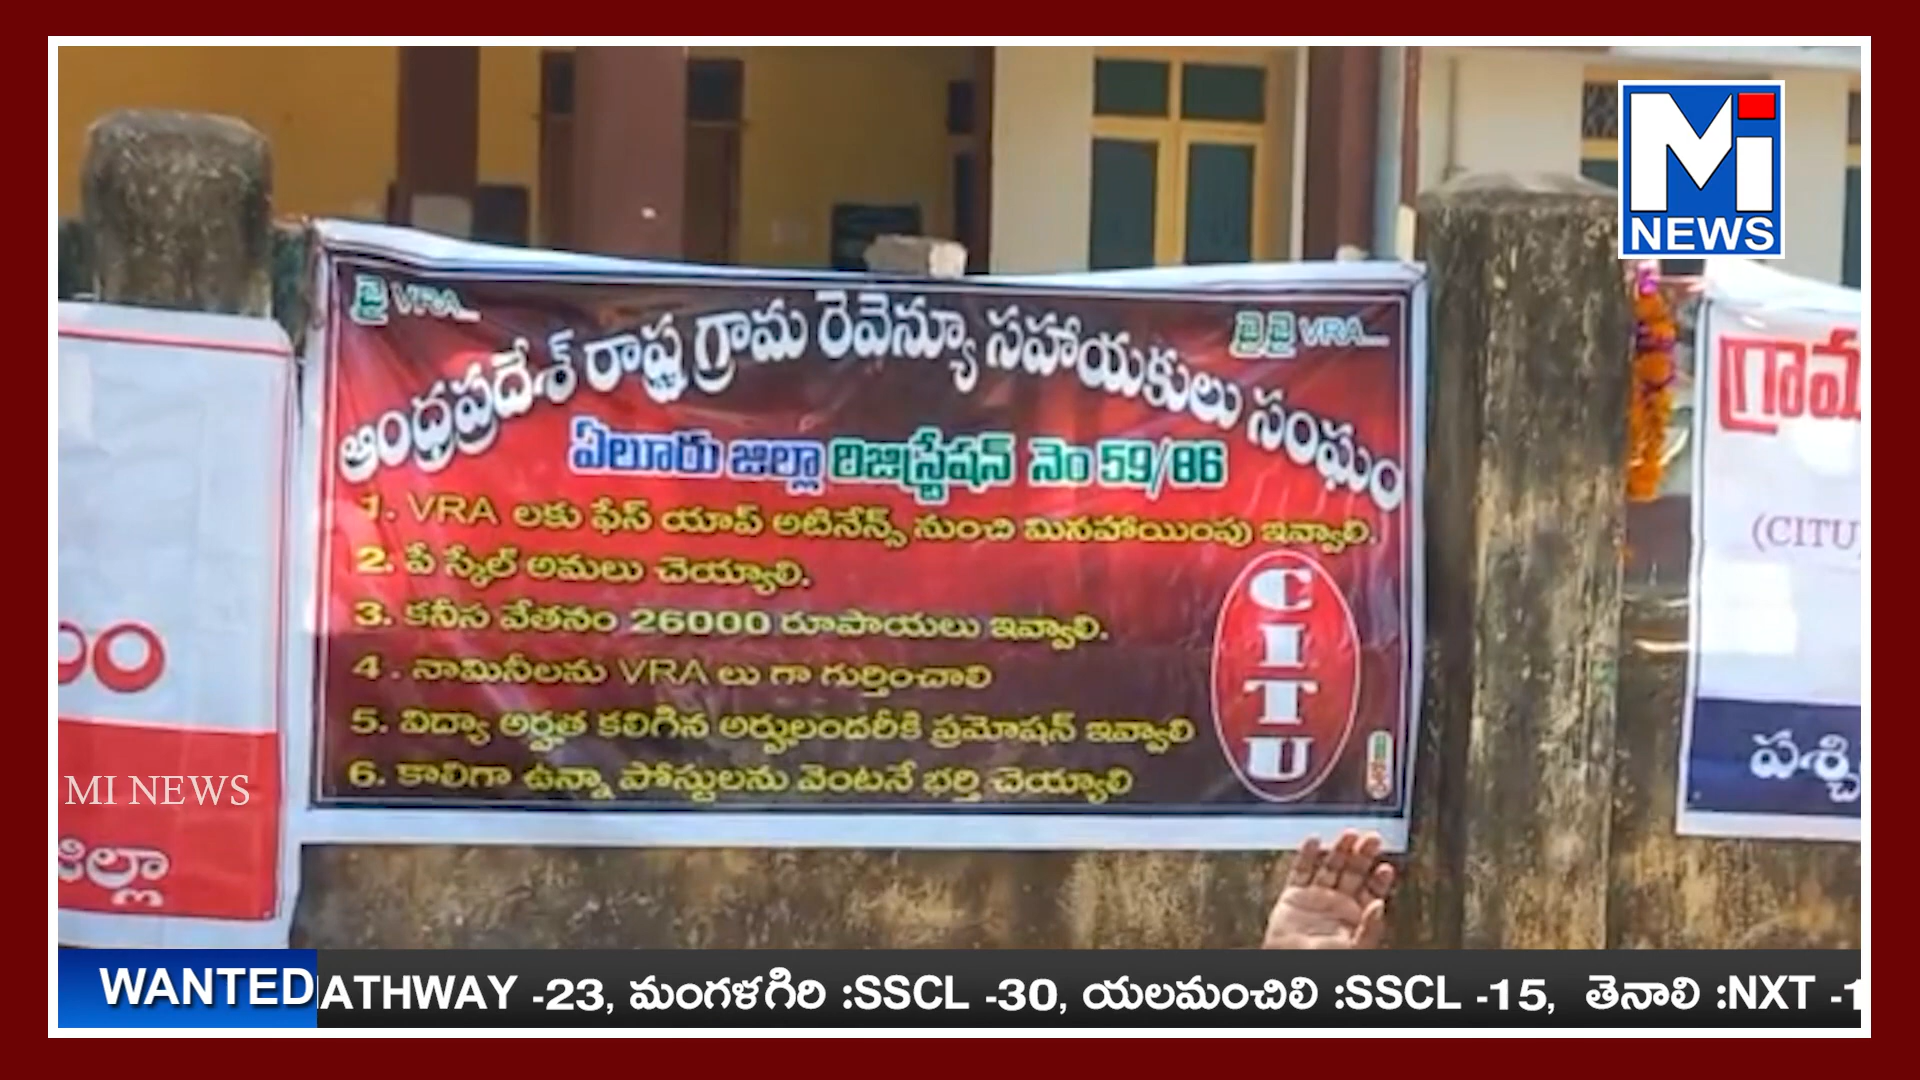 Mi
NEWS
జై VRA...
జై జై VRA....
ఆంధ్రప్రదేశ్ రాష్ట్ర గ్రామ రెవెన్యూ సహాయకులు సంఘం
ఏలూరు జిల్లా రిజిస్ట్రేషన్ నెం 59/86
1. VRA లకు ఫేస్ యాప్ అటెనేన్స్ నుంచి మినహాయింపు ఇవ్వాలి.
2. పే స్కేల్ అమలు చెయ్యాలి.
3. కనీస వేతనం 26000 రూపాయలు ఇవ్వాలి.
4 . నామినీలను VRA లు గా గుర్తించాలి
5. విద్యా అర్హత కలిగిన అర్హులందరికీ ప్రమోషన్ ఇవ్వాలి
6. కాలిగా ఉన్నా పోస్టులను వెంటనే భర్తి చెయ్యాలి
CITU
గ్రామ
(CITU
పశ్చి
MI NEWS
జిల్లా
WANTED
ATHWAY -23, మంగళగిరి :SSCL -30, యలమంచిలి :SSCL -15, తెనాలి :NXT -1